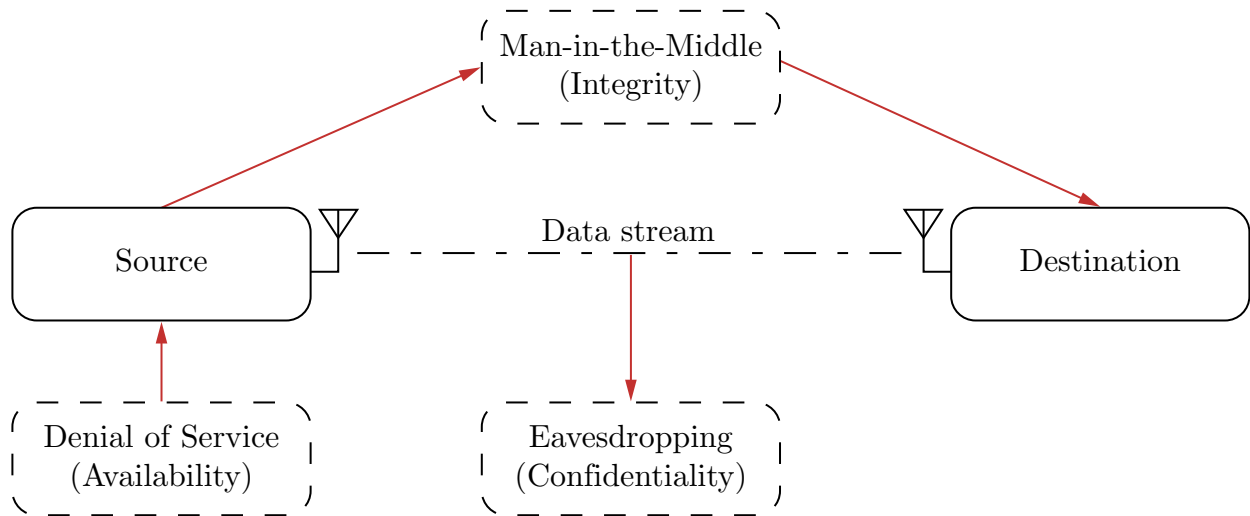 Man-in-the-Middle
(Integrity)
Data stream
Source
Destination
Denial of Service
(Availability)
Eavesdropping
(Confidentiality)